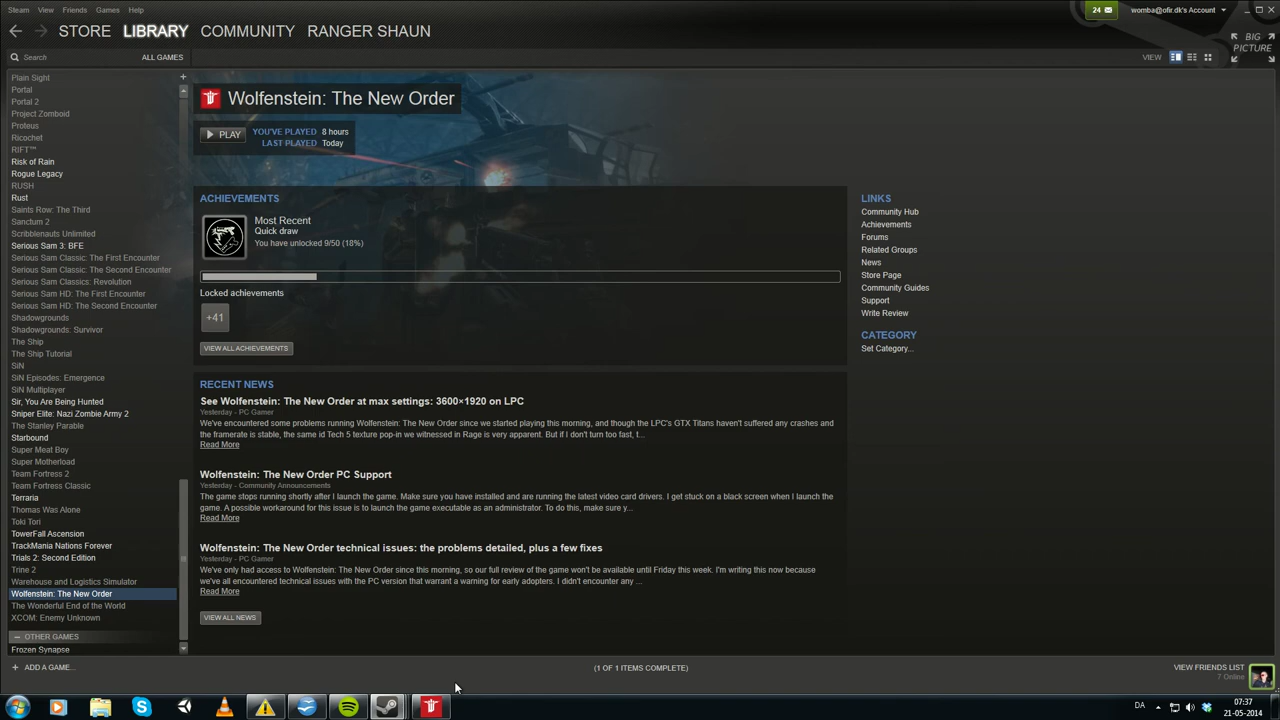 Steam View Friends Games Help
24 womba@ofir.dk's Account
STORE LIBRARY COMMUNITY RANGER SHAUN
BIG PICTURE
Search ALL GAMES VIEW
Plain Sight
Portal
Portal 2
Project Zomboid
Proteus
Ricochet
RIFT™
Risk of Rain
Rogue Legacy
RUSH
Rust
Saints Row: The Third
Sanctum 2
Scribblenauts Unlimited
Serious Sam 3: BFE
Serious Sam Classic: The First Encounter
Serious Sam Classic: The Second Encounter
Serious Sam Classics: Revolution
Serious Sam HD: The First Encounter
Serious Sam HD: The Second Encounter
Shadowgrounds
Shadowgrounds: Survivor
The Ship
The Ship Tutorial
SiN
SiN Episodes: Emergence
SiN Multiplayer
Sir, You Are Being Hunted
Sniper Elite: Nazi Zombie Army 2
The Stanley Parable
Starbound
Super Meat Boy
Super Motherload
Team Fortress 2
Team Fortress Classic
Terraria
Thomas Was Alone
Toki Tori
TowerFall Ascension
TrackMania Nations Forever
Trials 2: Second Edition
Trine 2
Warehouse and Logistics Simulator
Wolfenstein: The New Order
The Wonderful End of the World
XCOM: Enemy Unknown
— OTHER GAMES
Frozen Synapse
+ ADD A GAME...
Wolfenstein: The New Order
PLAY
YOU'VE PLAYED 8 hours
LAST PLAYED Today
ACHIEVEMENTS
Most Recent
Quick draw
You have unlocked 9/50 (18%)
Locked achievements
+41
VIEW ALL ACHIEVEMENTS
RECENT NEWS
See Wolfenstein: The New Order at max settings: 3600×1920 on LPC
Yesterday - PC Gamer
We've encountered some problems running Wolfenstein: The New Order since we started playing this morning, and though the LPC's GTX Titans haven't suffered any crashes and
the framerate is stable, the same id Tech 5 texture pop-in we witnessed in Rage is very apparent. But if I don't turn too fast, t...
Read More
Wolfenstein: The New Order PC Support
Yesterday - Community Announcements
The game stops running shortly after I launch the game. Make sure you have installed and are running the latest video card drivers. I get stuck on a black screen when I launch the
game. A possible workaround for this issue is to launch the game executable as an administrator. To do this, make sure y...
Read More
Wolfenstein: The New Order technical issues: the problems detailed, plus a few fixes
Yesterday - PC Gamer
We've only had access to Wolfenstein: The New Order since this morning, so our full review of the game won't be available until Friday this week. I'm writing this now because
we've all encountered technical issues with the PC version that warrant a warning for early adopters. I didn't encounter any ...
Read More
VIEW ALL NEWS
LINKS
Community Hub
Achievements
Forums
Related Groups
News
Store Page
Community Guides
Support
Write Review
CATEGORY
Set Category...
(1 OF 1 ITEMS COMPLETE)
VIEW FRIENDS LIST
7 Online
DA
07:37
21-05-2014